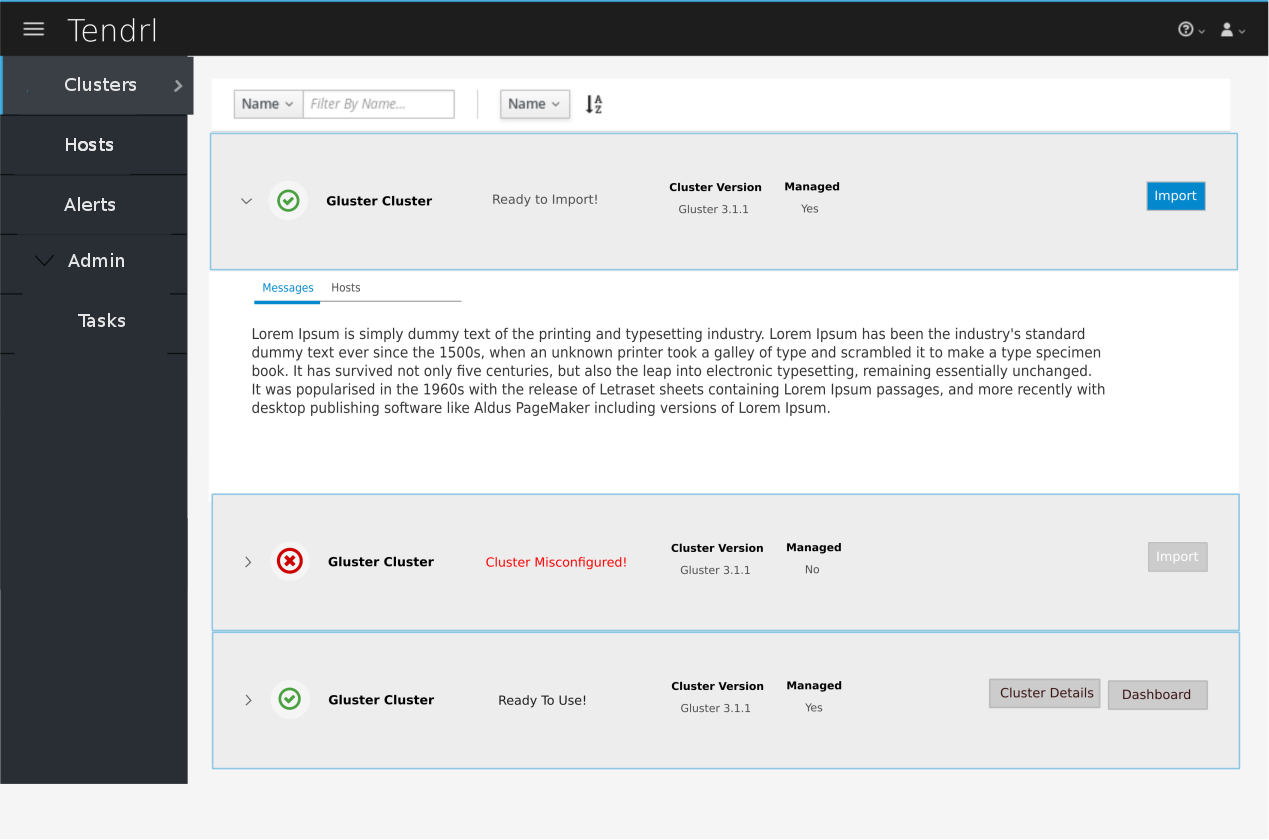 Tendrl
Clusters
Hosts
Alerts
Admin
Tasks
Name Filter By Name... Name
A
Z
Gluster Cluster Ready to Import! Cluster Version Managed Import
Gluster 3.1.1 Yes
Messages Hosts
Lorem Ipsum is simply dummy text of the printing and typesetting industry. Lorem Ipsum has been the industry's standard
dummy text ever since the 1500s, when an unknown printer took a galley of type and scrambled it to make a type specimen
book. It has survived not only five centuries, but also the leap into electronic typesetting, remaining essentially unchanged.
It was popularised in the 1960s with the release of Letraset sheets containing Lorem Ipsum passages, and more recently with
desktop publishing software like Aldus PageMaker including versions of Lorem Ipsum.
Gluster Cluster Cluster Misconfigured! Cluster Version Managed Import
Gluster 3.1.1 No
Gluster Cluster Ready To Use! Cluster Version Managed Cluster Details Dashboard
Gluster 3.1.1 Yes